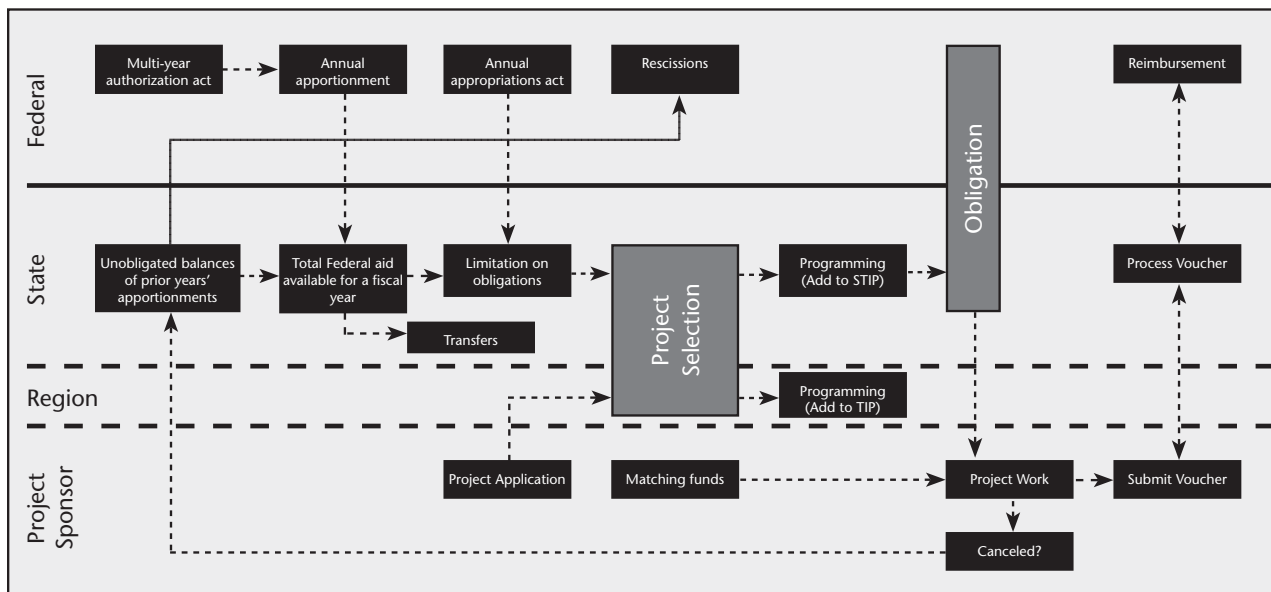 Federal
Multi-year
authorization act
Annual
apportionment
Annual
appropriations act
Rescissions
Reimbursement
Obligation
State
Unobligated balances
of prior years’
apportionments
Total Federal aid
available for a fiscal
year
Limitation on
obligations
Project
Selection
Programming
(Add to STIP)
Process Voucher
Transfers
Region
Programming
(Add to TIP)
Project
Sponsor
Project Application
Matching funds
Project Work
Submit Voucher
Canceled?